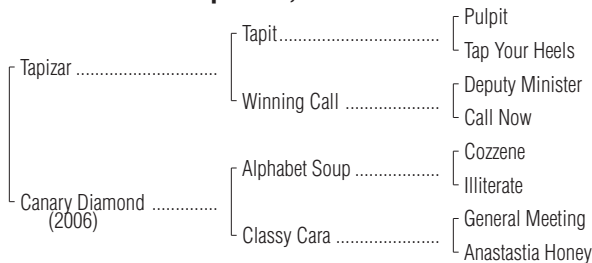 Pulpit
Tapit
Tap Your Heels
Tapizar
Deputy Minister
Winning Call
Call Now
Cozzene
Alphabet Soup
Illiterate
Canary Diamond
(2006)
General Meeting
Classy Cara
Anastastia Honey